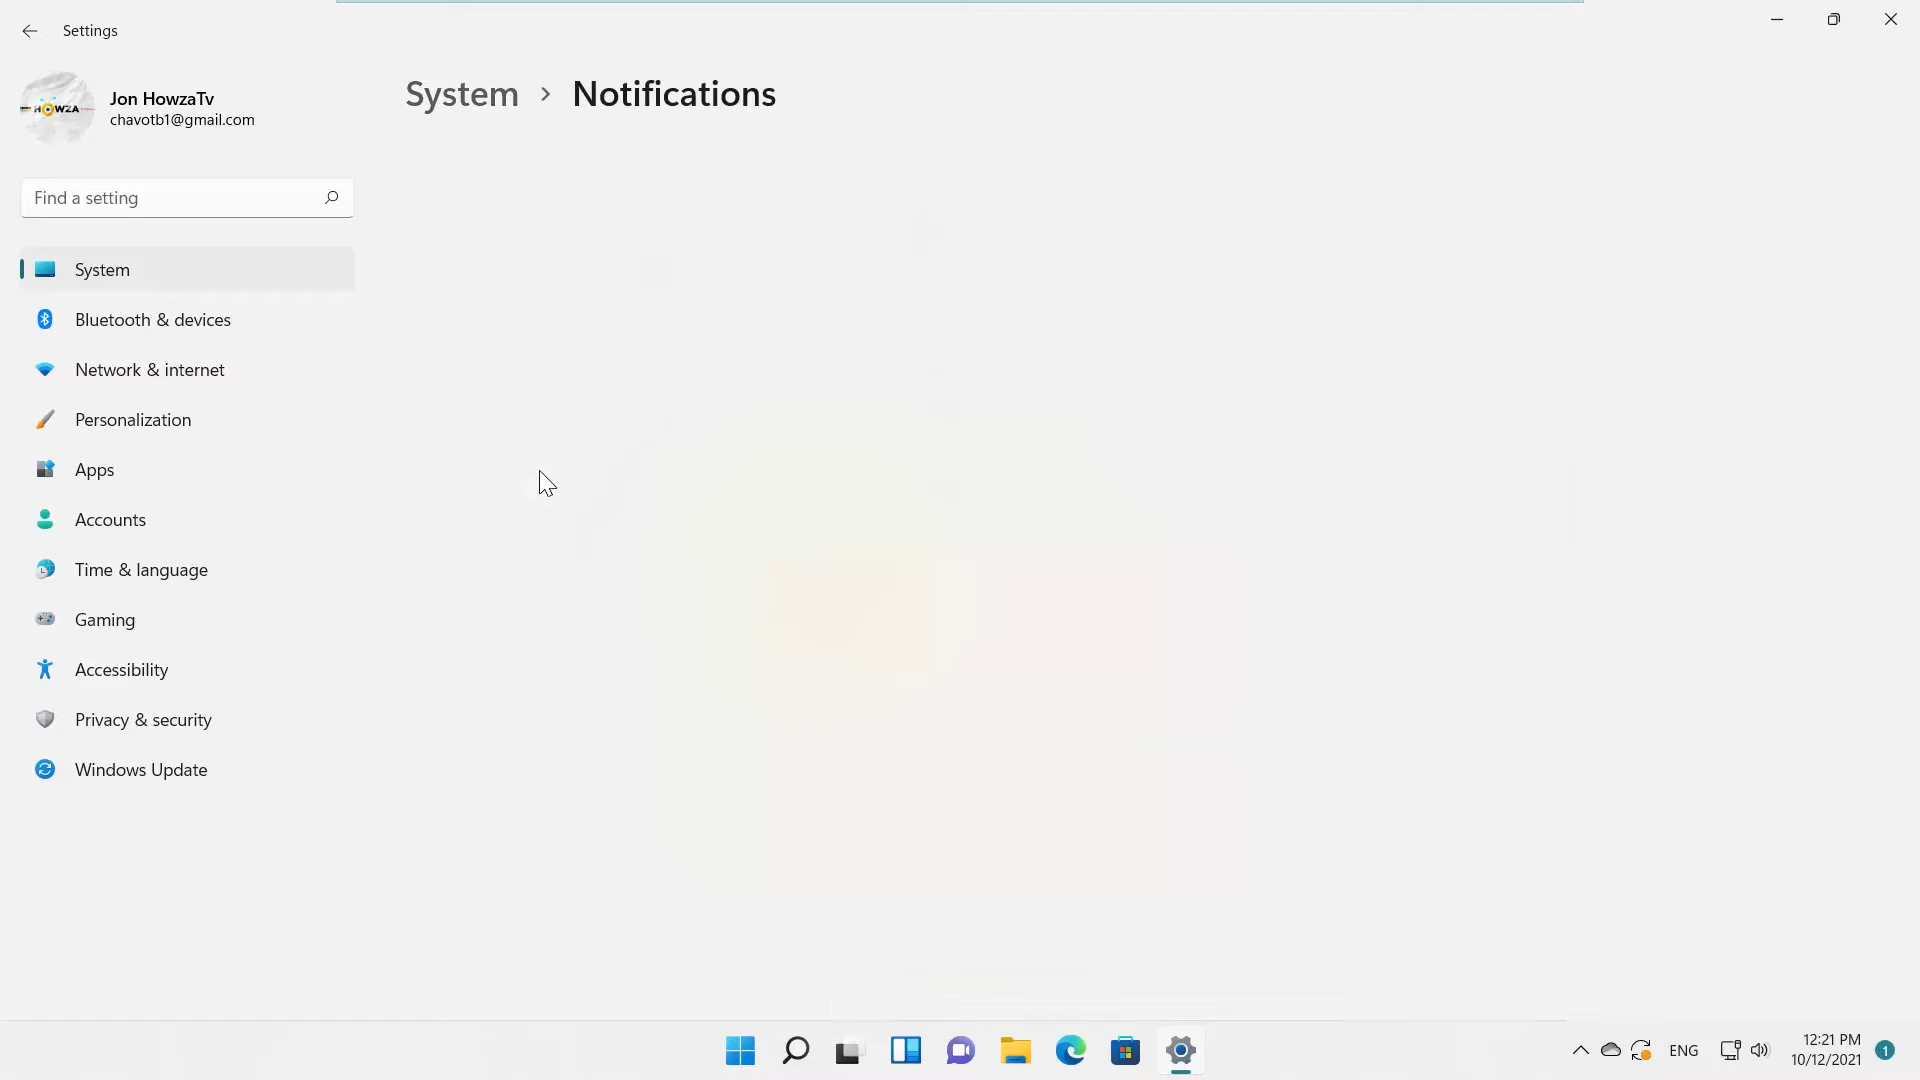 Settings
Jon HowzaTv
chavotb1@gmail.com
HOWZA
Find a setting
System › Notifications
System
Bluetooth & devices
Network & internet
Personalization
Apps
Accounts
Time & language
Gaming
Accessibility
Privacy & security
Windows Update
ENG
12:21 PM
10/12/2021
1